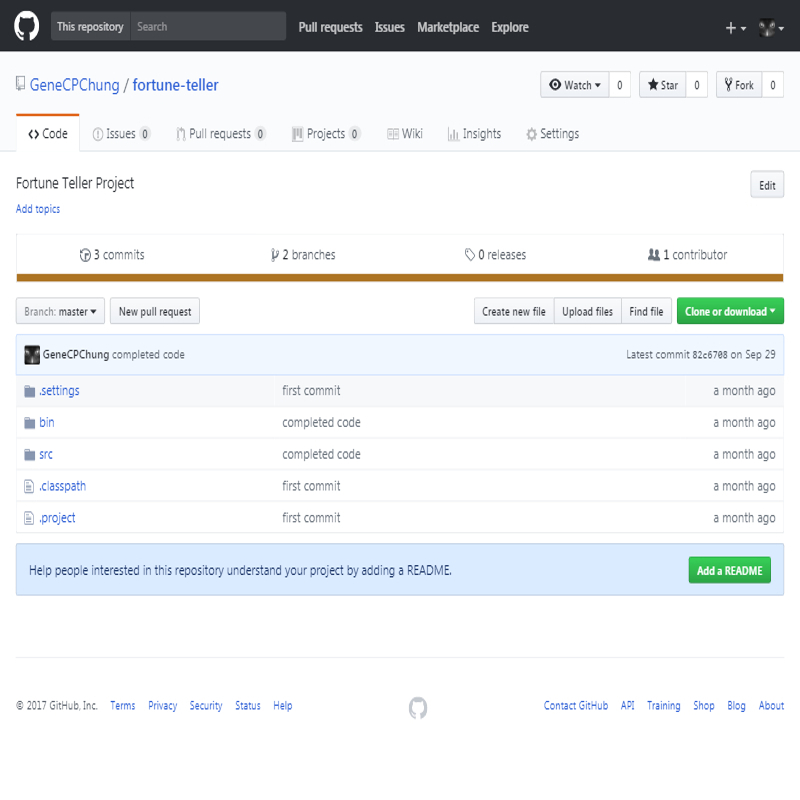 This repository Search Pull requests Issues Marketplace Explore
GeneCPChung / fortune-teller Watch 0 Star 0 Fork 0
Code Issues 0 Pull requests 0 Projects 0 Wiki Insights Settings
Fortune Teller Project Edit
Add topics
3 commits 2 branches 0 releases 1 contributor
Branch: master New pull request Create new file Upload files Find file Clone or download
GeneCPChung completed code Latest commit 82c6708 on Sep 29
.settings first commit a month ago
bin completed code a month ago
src completed code a month ago
.classpath first commit a month ago
.project first commit a month ago
Help people interested in this repository understand your project by adding a README. Add a README
© 2017 GitHub, Inc. Terms Privacy Security Status Help Contact GitHub API Training Shop Blog About